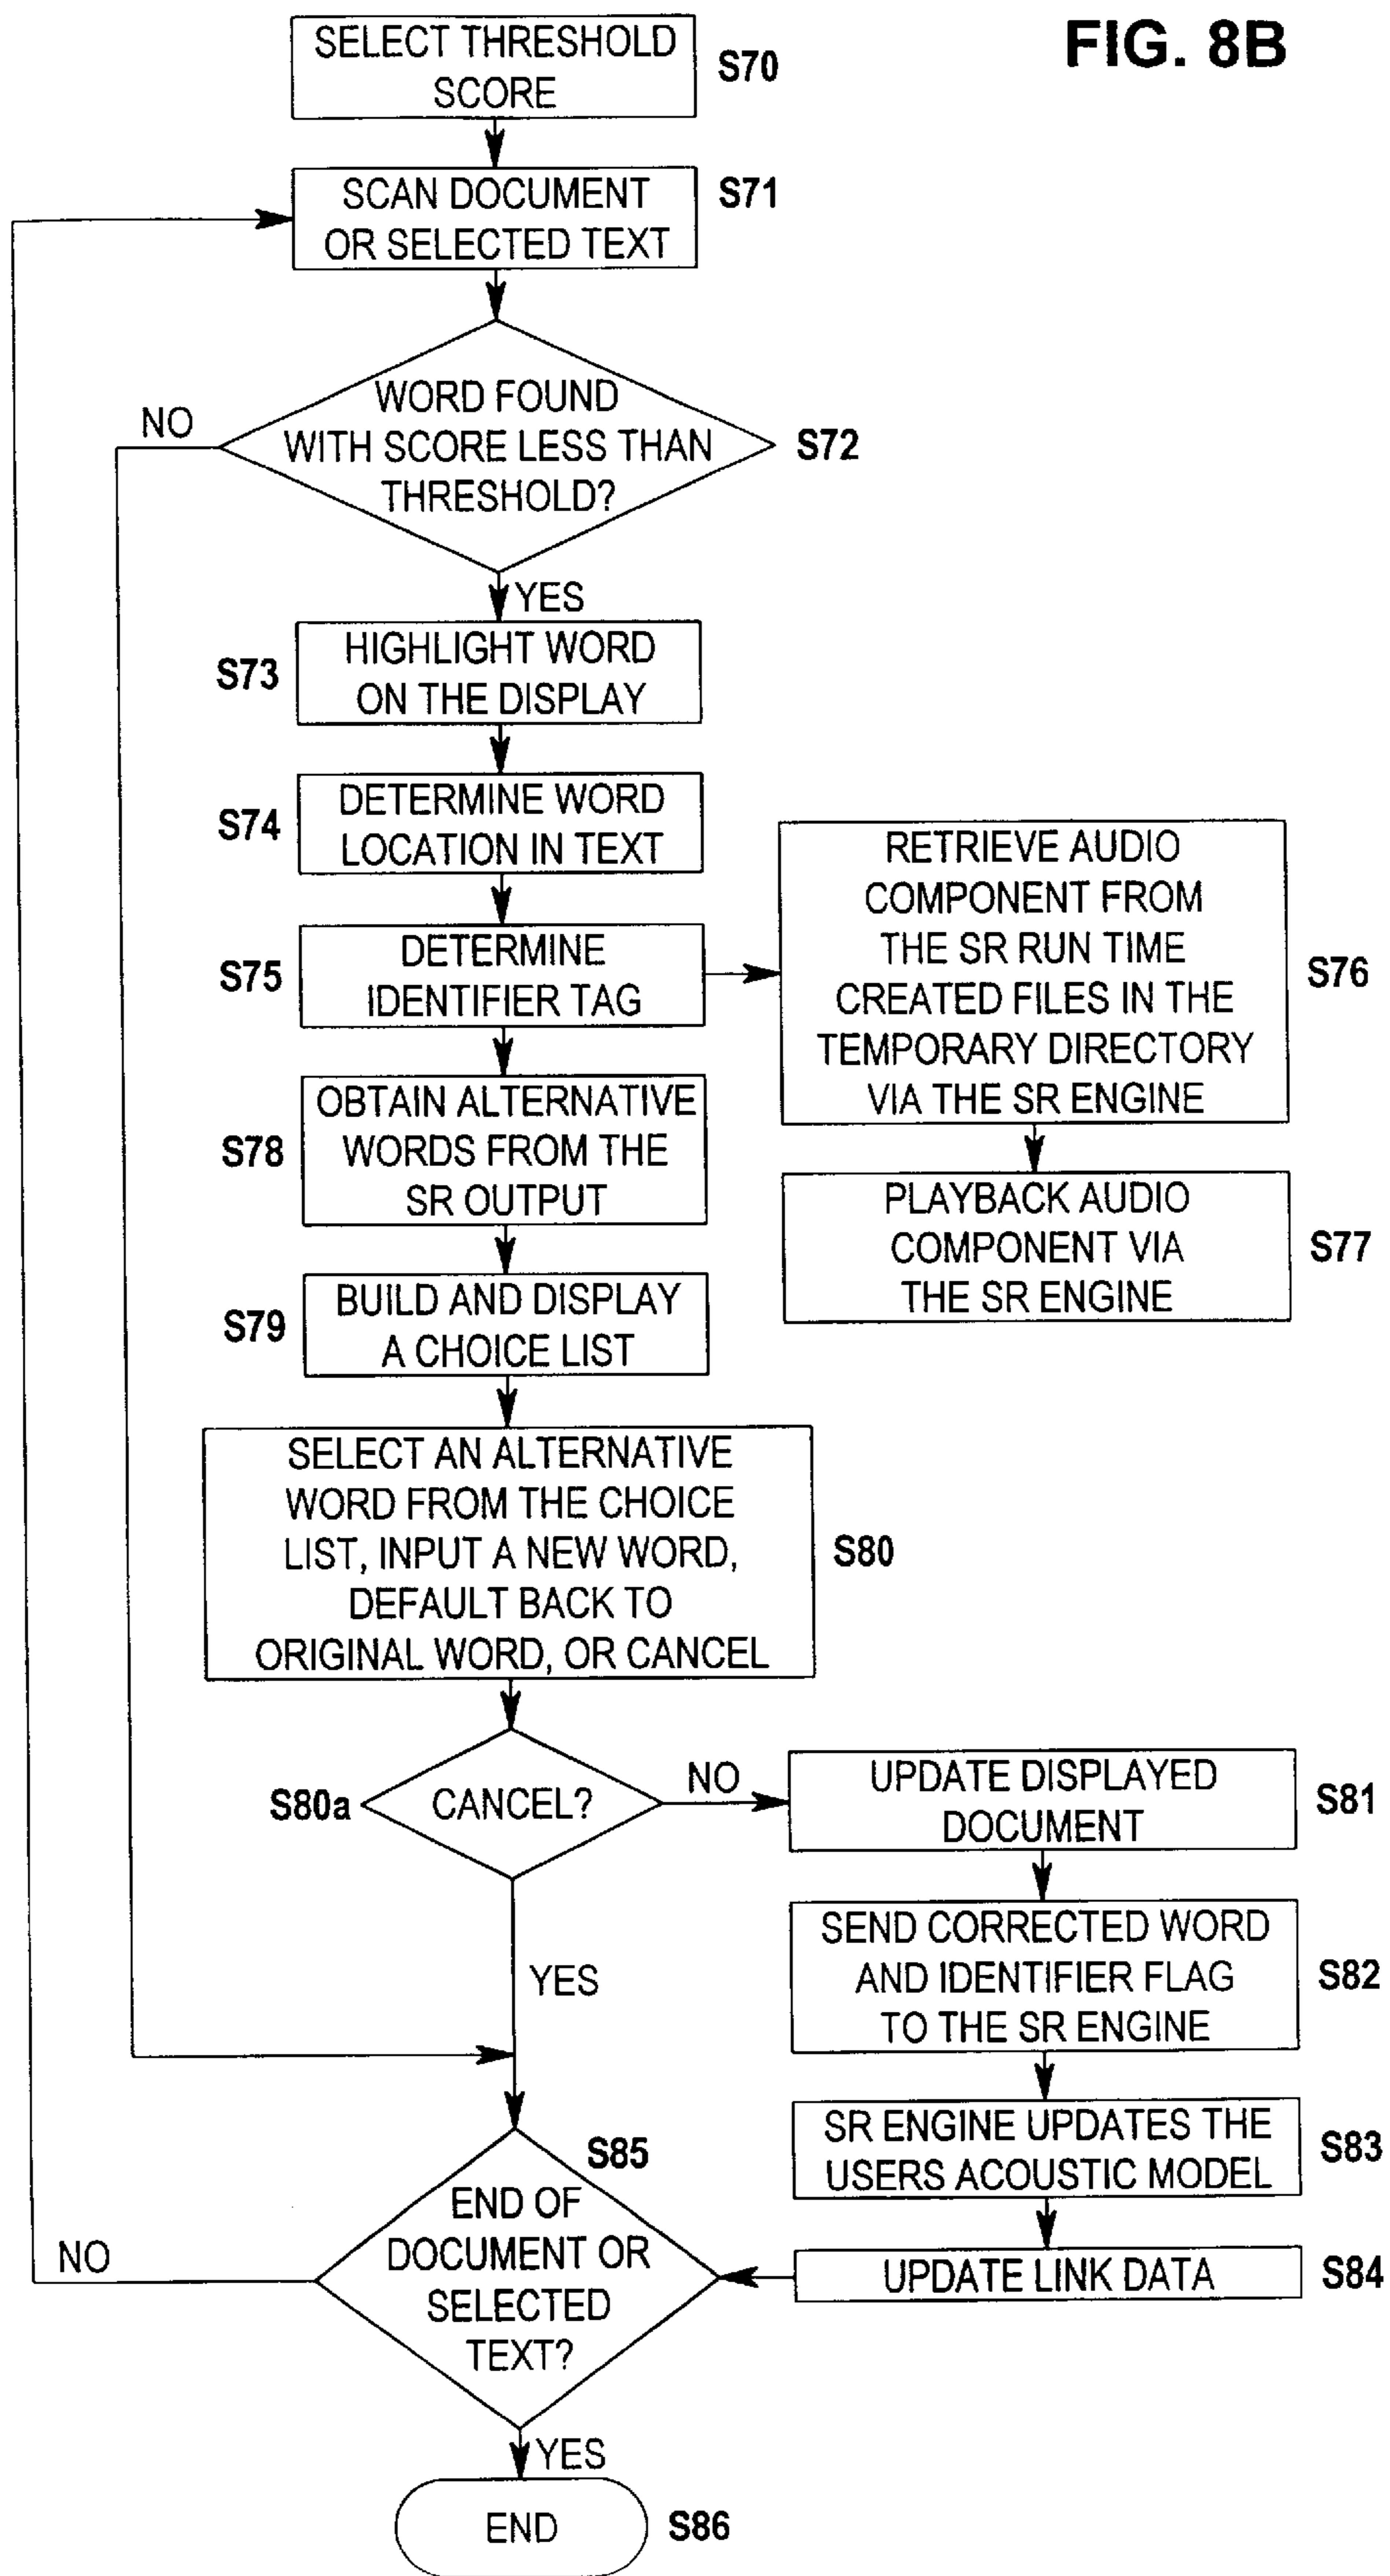 FIG. 8B
SELECT THRESHOLD
SCORE
S70
SCAN DOCUMENT
OR SELECTED TEXT
S71
WORD FOUND
WITH SCORE LESS THAN
THRESHOLD?
S72
NO
YES
HIGHLIGHT WORD
ON THE DISPLAY
S73
DETERMINE WORD
LOCATION IN TEXT
S74
DETERMINE
IDENTIFIER TAG
S75
RETRIEVE AUDIO
COMPONENT FROM
THE SR RUN TIME
CREATED FILES IN THE
TEMPORARY DIRECTORY
VIA THE SR ENGINE
S76
PLAYBACK AUDIO
COMPONENT VIA
THE SR ENGINE
S77
OBTAIN ALTERNATIVE
WORDS FROM THE
SR OUTPUT
S78
BUILD AND DISPLAY
A CHOICE LIST
S79
SELECT AN ALTERNATIVE
WORD FROM THE CHOICE
LIST, INPUT A NEW WORD,
DEFAULT BACK TO
ORIGINAL WORD, OR CANCEL
S80
S80a
CANCEL?
NO
YES
UPDATE DISPLAYED
DOCUMENT
S81
SEND CORRECTED WORD
AND IDENTIFIER FLAG
TO THE SR ENGINE
S82
SR ENGINE UPDATES THE
USERS ACOUSTIC MODEL
S83
UPDATE LINK DATA
S84
S85
END OF
DOCUMENT OR
SELECTED
TEXT?
NO
YES
END
S86